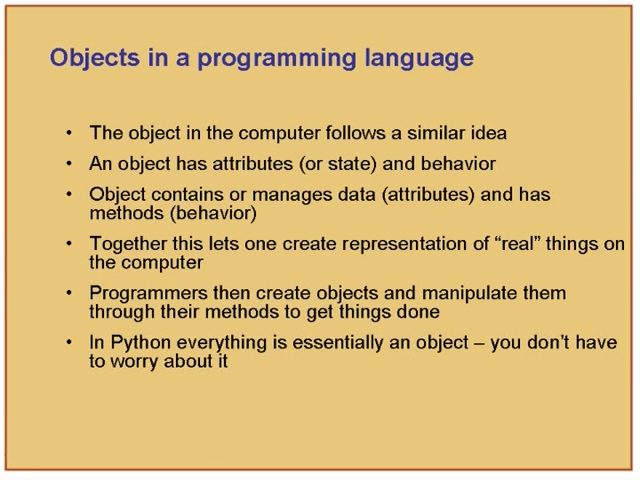 Objects in a programming language
• The object in the computer follows a similar idea
• An object has attributes (or state) and behavior
• Object contains or manages data (attributes) and has
methods (behavior)
• Together this lets one create representation of “real” things on
the computer
• Programmers then create objects and manipulate them
through their methods to get things done
• In Python everything is essentially an object – you don’t have
to worry about it